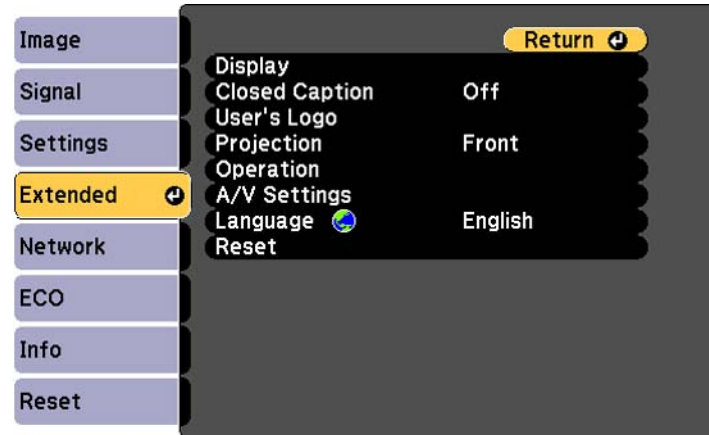 Image
Signal
Settings
Extended
Network
ECO
Info
Reset
Return
Display
Closed Caption Off
User's Logo
Projection Front
Operation
A/V Settings
Language English
Reset